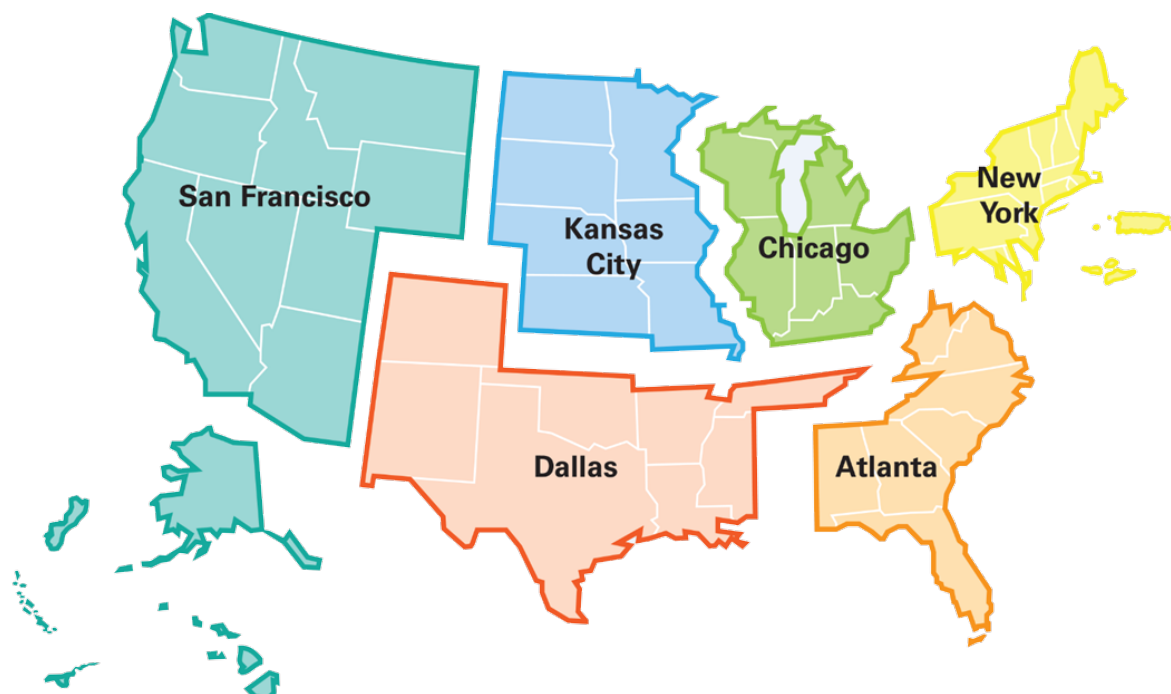 San Francisco
Kansas
City
Chicago
New
York
Dallas
Atlanta